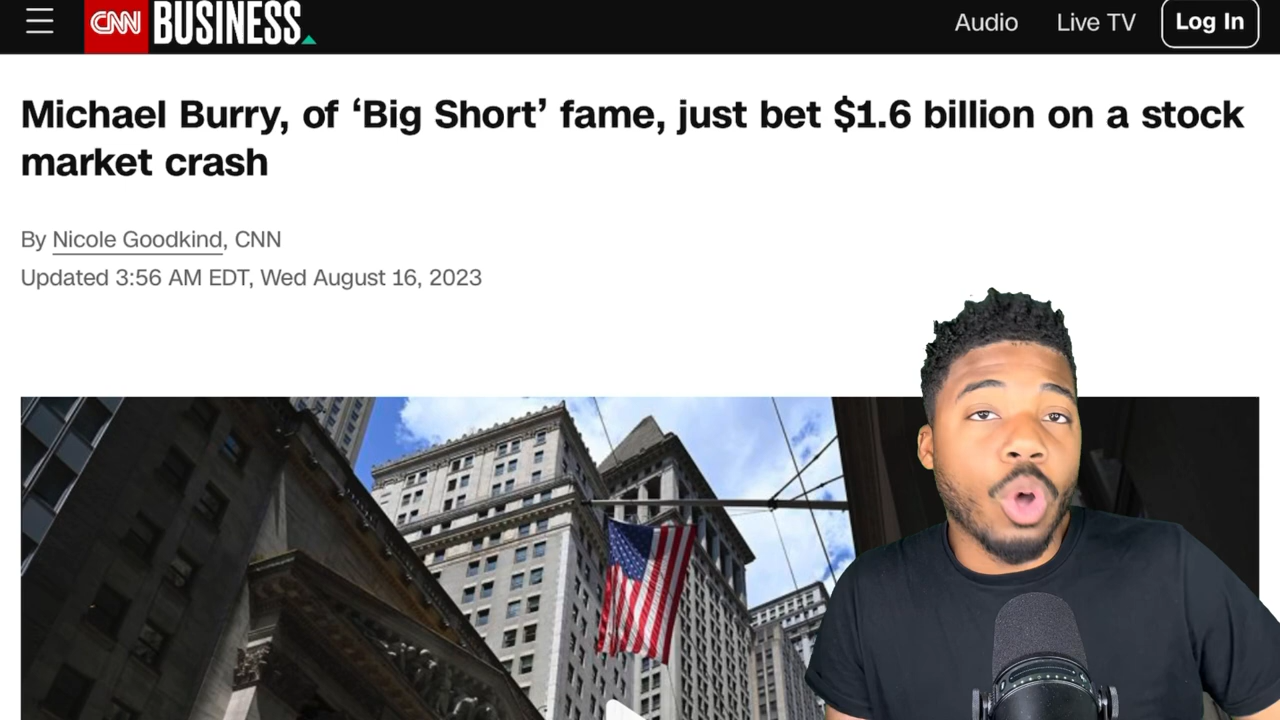 CNN BUSINESS
Audio Live TV Log In
Michael Burry, of ‘Big Short’ fame, just bet $1.6 billion on a stock
market crash
By Nicole Goodkind, CNN
Updated 3:56 AM EDT, Wed August 16, 2023